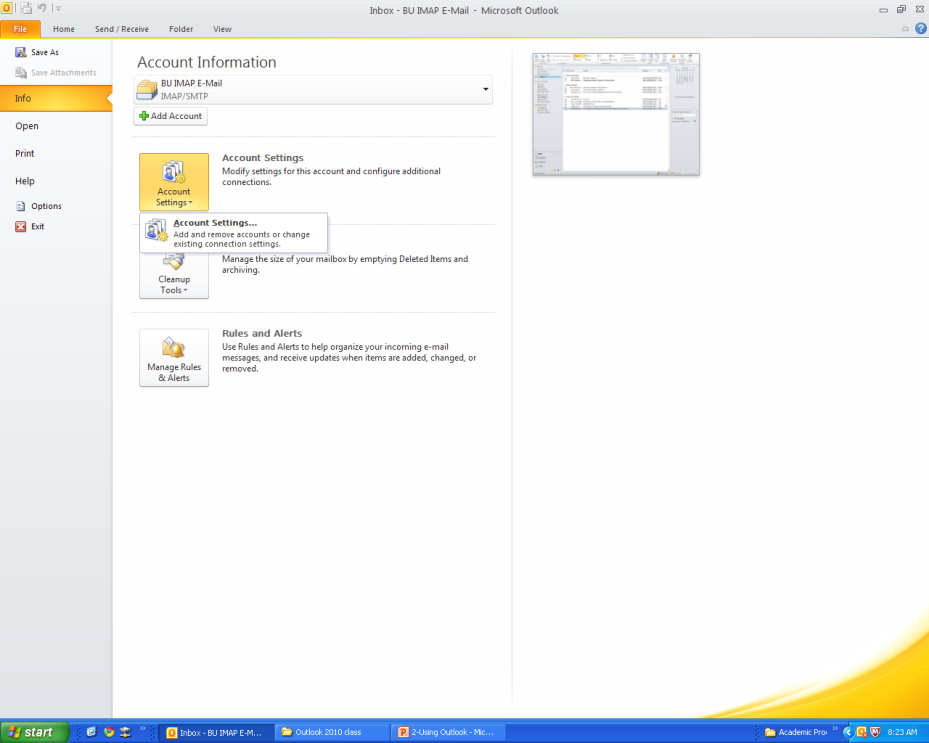 Inbox - BU IMAP E-Mail - Microsoft Outlook
File Home Send / Receive Folder View
Save As
Save Attachments
Info
Open
Print
Help
Options
Exit
Account Information
BU IMAP E-Mail
IMAP/SMTP
Add Account
Account
Settings
Account Settings
Modify settings for this account and configure additional
connections.
Account Settings...
Add and remove accounts or change
existing connection settings.
Cleanup
Tools
Manage the size of your mailbox by emptying Deleted Items and
archiving.
Manage Rules
& Alerts
Rules and Alerts
Use Rules and Alerts to help organize your incoming e-mail
messages, and receive updates when items are added, changed, or
removed.
start
Inbox - BU IMAP E-M...
Outlook 2010 class
2-Using Outlook - Mic...
Academic Pro
8:23 AM